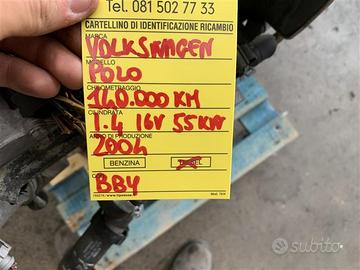 Tel. 081 502 77 33
CARTELLINO DI IDENTIFICAZIONE RICAMBIO
MARCA
VOLKSWAGEN
MODELLO
POLO
CHILOMETRAGGIO
140.000 KM
CILINDRATA
1.4 16V 55KW
ANNO DI PRODUZIONE
2004
BENZINA
DIESEL
BBY
subito